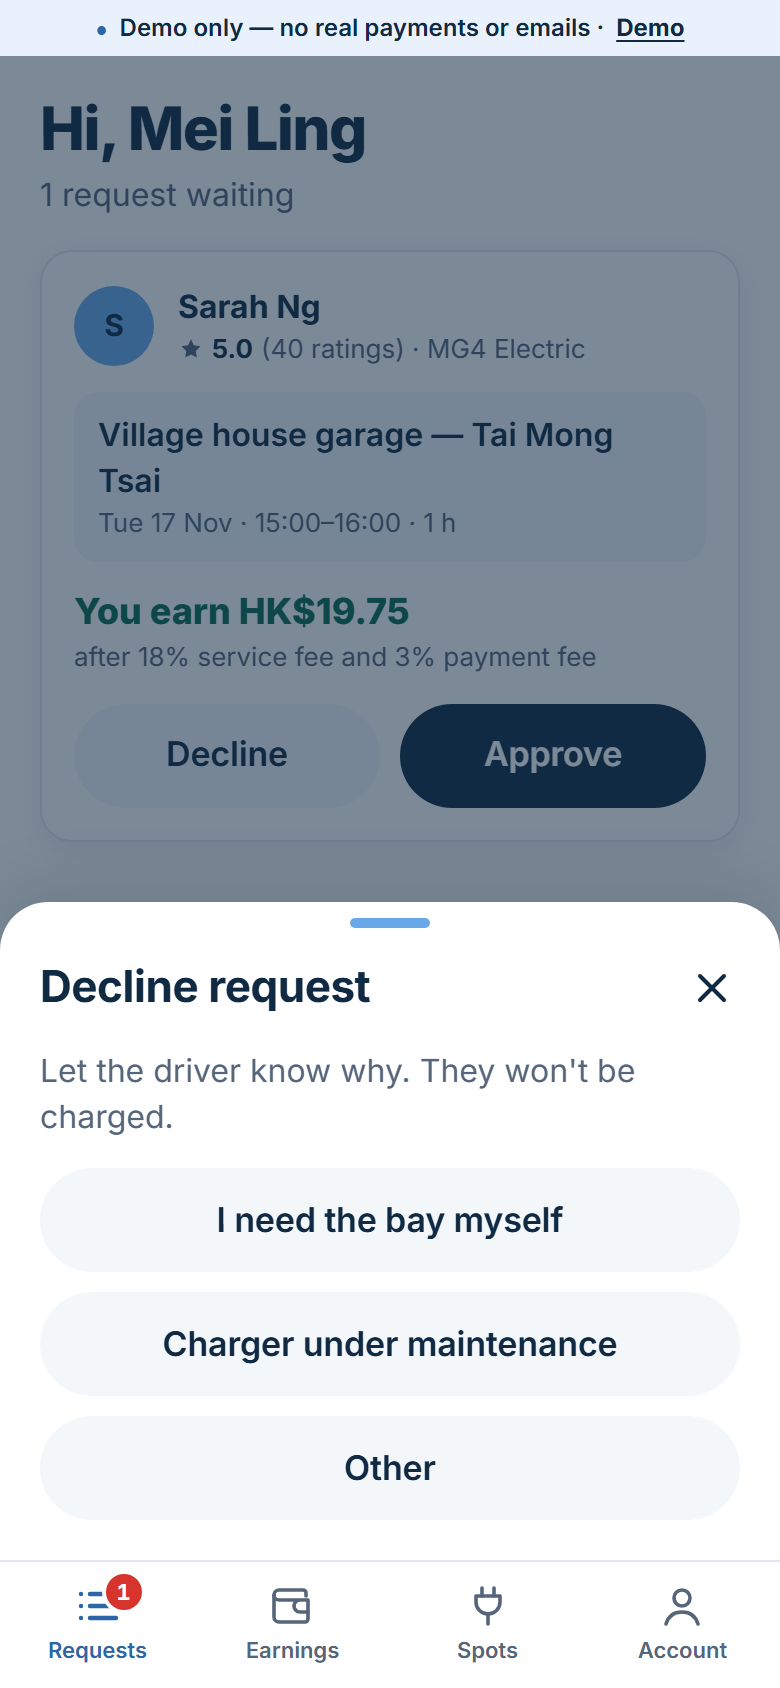 Demo only — no real payments or emails · Demo
Hi, Mei Ling
1 request waiting
S
Sarah Ng
★ 5.0 (40 ratings) · MG4 Electric
Village house garage — Tai Mong
Tsai
Tue 17 Nov · 15:00–16:00 · 1 h
You earn HK$19.75
after 18% service fee and 3% payment fee
Decline
Approve
Decline request
Let the driver know why. They won't be
charged.
I need the bay myself
Charger under maintenance
Other
1
Requests
Earnings
Spots
Account